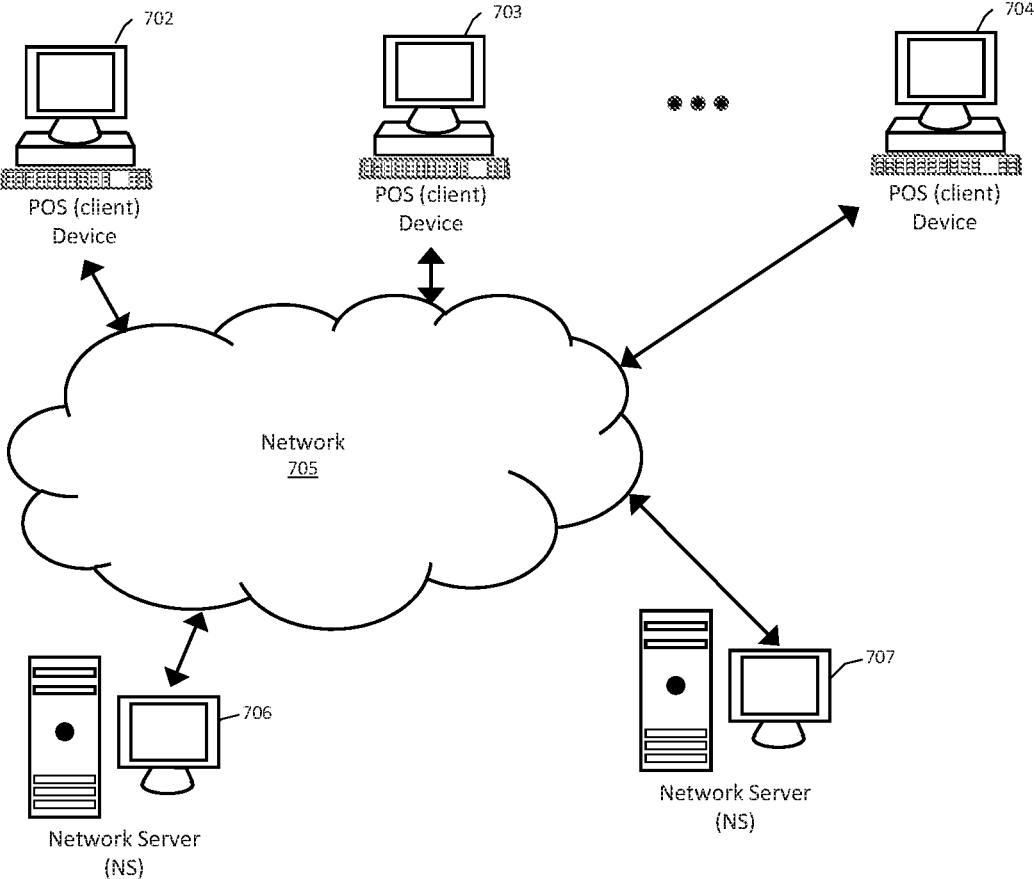 702
703
704
POS (client)
Device
POS (client)
Device
POS (client)
Device
Network
705
706
707
Network Server
(NS)
Network Server
(NS)